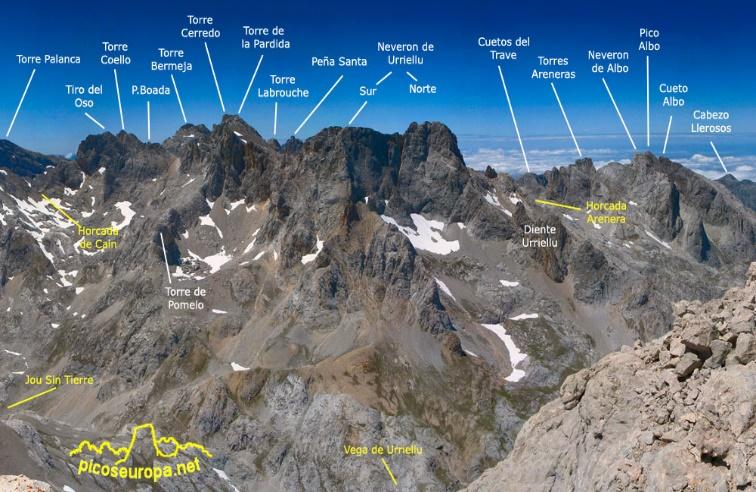 Torre Palanca
Tiro del
Oso
Torre
Coello
P.Boada
Torre
Bermeja
Torre
Cerredo
Torre de
la Pardida
Torre
Labrouche
Peña Santa
Neveron de
Urriellu
Sur
Norte
Cuetos del
Trave
Torres
Areneras
Neveron
de Albo
Pico
Albo
Cueto
Albo
Cabezo
Llerosos
Horcada
de Cain
Torre de
Pomelo
Diente
Urriellu
Horcada
Arenera
Jou Sin Tierre
picoseuropa.net
Vega de Urriellu